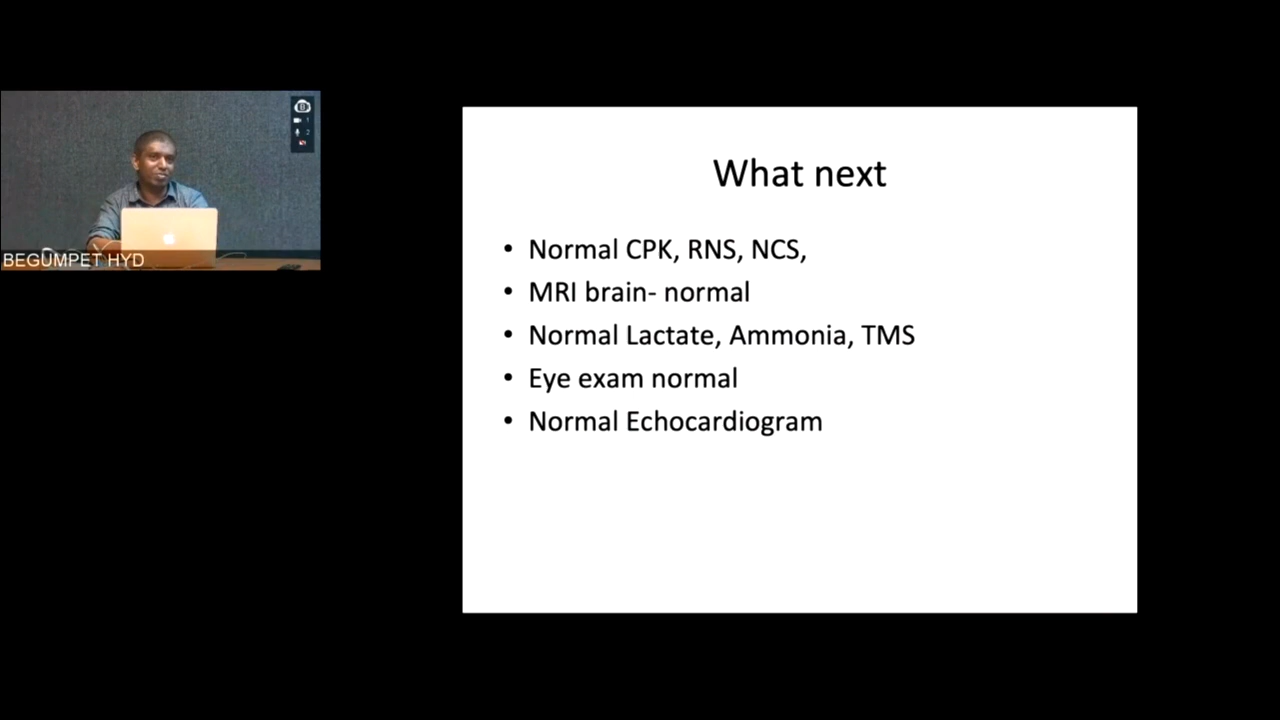 BEGUMPET HYD
What next
• Normal CPK, RNS, NCS,
• MRI brain- normal
• Normal Lactate, Ammonia, TMS
• Eye exam normal
• Normal Echocardiogram